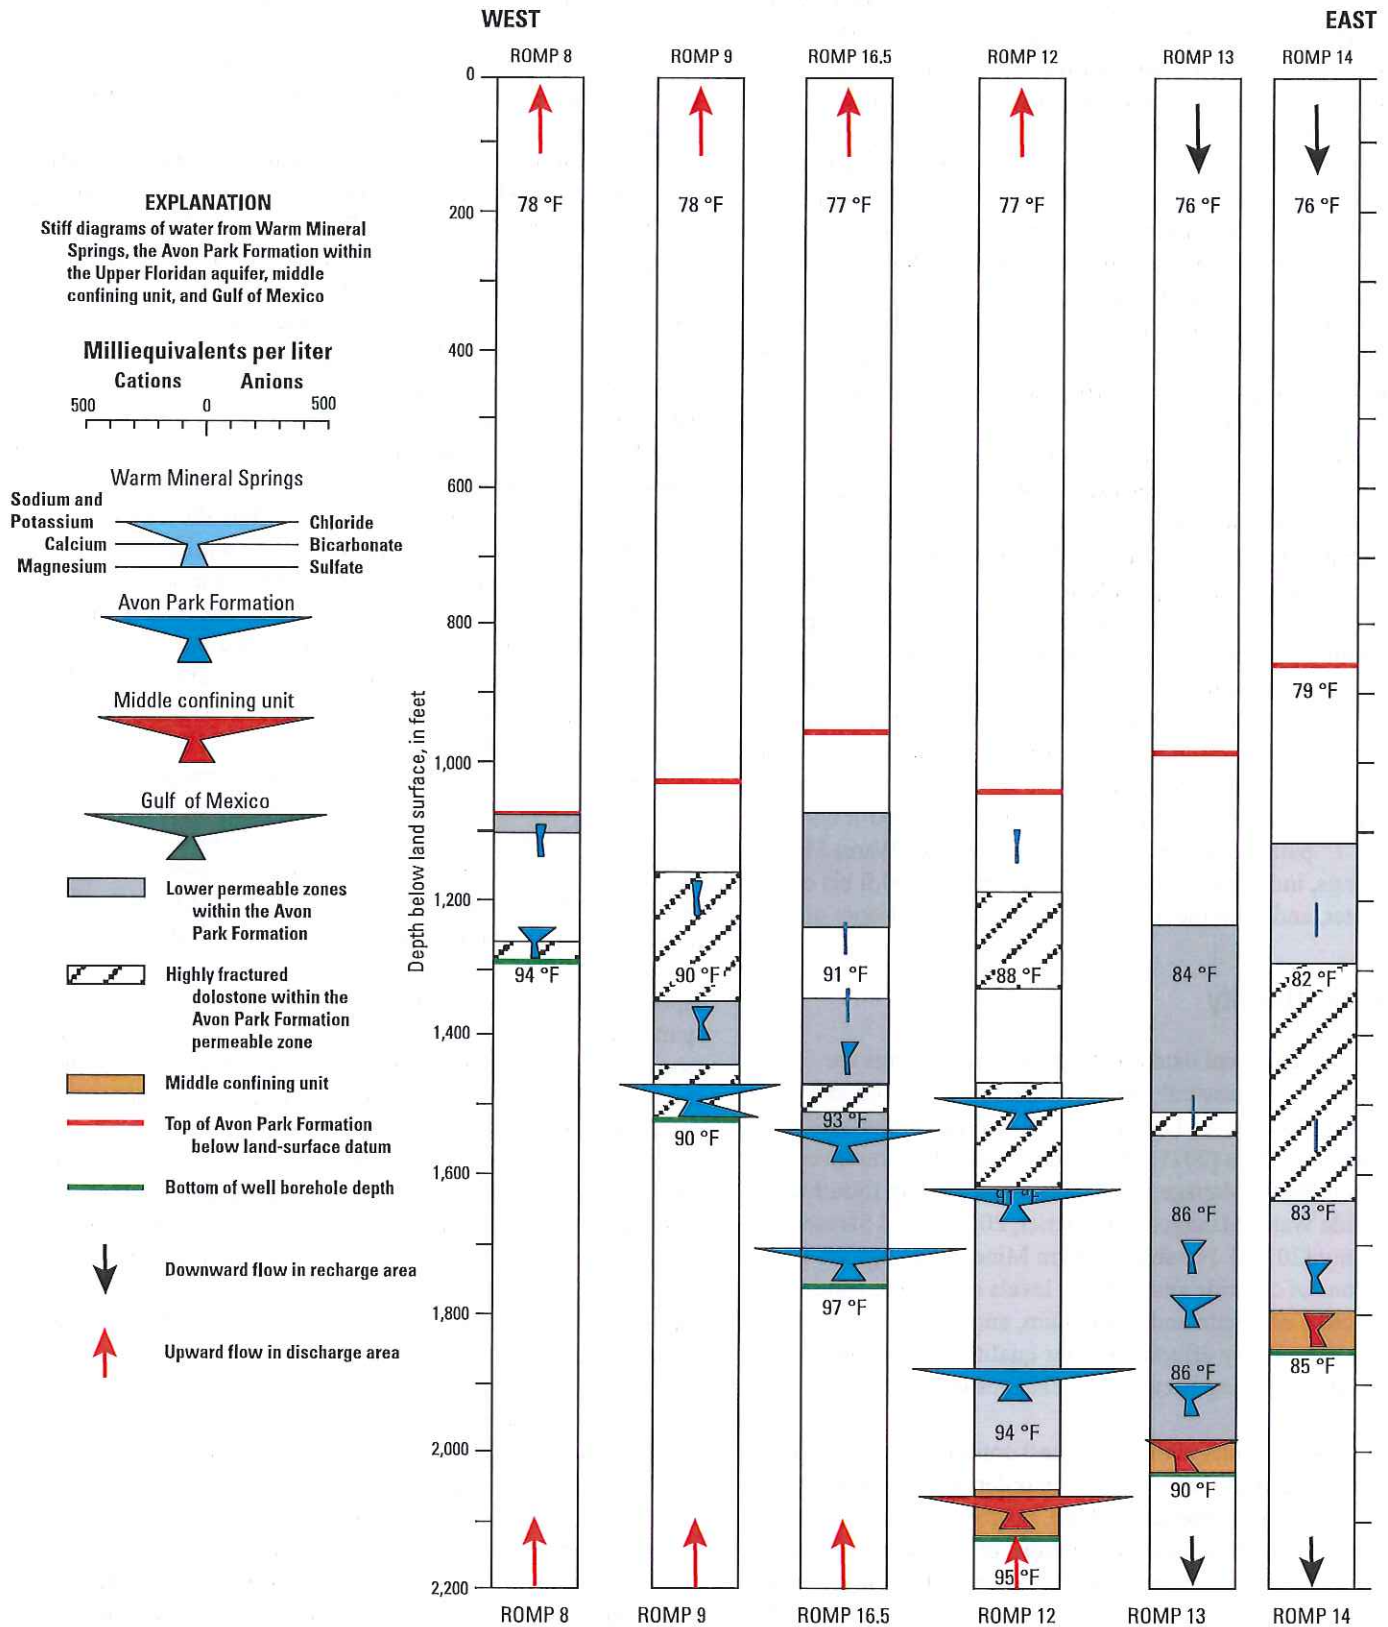 WEST
EAST
ROMP 8
ROMP 9
ROMP 16.5
ROMP 12
ROMP 13
ROMP 14
EXPLANATION
Stiff diagrams of water from Warm Mineral
Springs, the Avon Park Formation within
the Upper Floridan aquifer, middle
confining unit, and Gulf of Mexico
Milliequivalents per liter
Cations Anions
500 0 500
Warm Mineral Springs
Sodium and
Potassium
Chloride
Calcium
Bicarbonate
Magnesium
Sulfate
Avon Park Formation
Middle confining unit
Gulf of Mexico
Lower permeable zones
within the Avon
Park Formation
Highly fractured
dolostone within the
Avon Park Formation
permeable zone
Middle confining unit
Top of Avon Park Formation
below land-surface datum
Bottom of well borehole depth
Downward flow in recharge area
Upward flow in discharge area
Depth below land surface, in feet
0
200
400
600
800
1,000
1,200
1,400
1,600
1,800
2,000
2,200
78 °F
78 °F
77 °F
77 °F
76 °F
76 °F
79 °F
94 °F
90 °F
91 °F
88 °F
84 °F
82 °F
90 °F
93 °F
91 °F
86 °F
83 °F
97 °F
86 °F
85 °F
94 °F
90 °F
95 °F
ROMP 8
ROMP 9
ROMP 16.5
ROMP 12
ROMP 13
ROMP 14